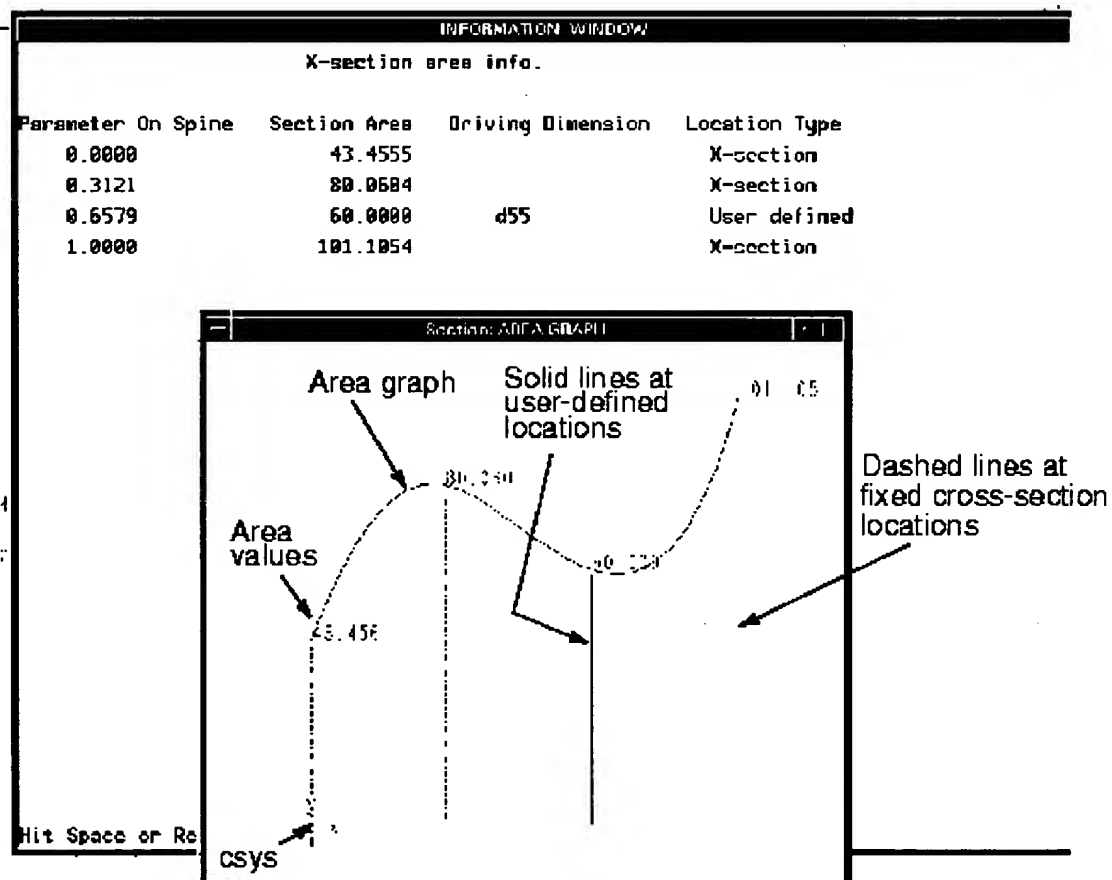 INFORMATION WINDOW
X-section area info.
Parameter On Spine Section Area Driving Dimension Location Type
0.0000 43.4555 X-section
0.3121 80.0604 X-section
0.6579 60.0000 d55 User defined
1.0000 101.1054 X-section
Section: AREA GRAPH
Area graph
Solid lines at
user-defined
locations
Dashed lines at
fixed cross-section
locations
Area
values
csys
Hit Space or Re